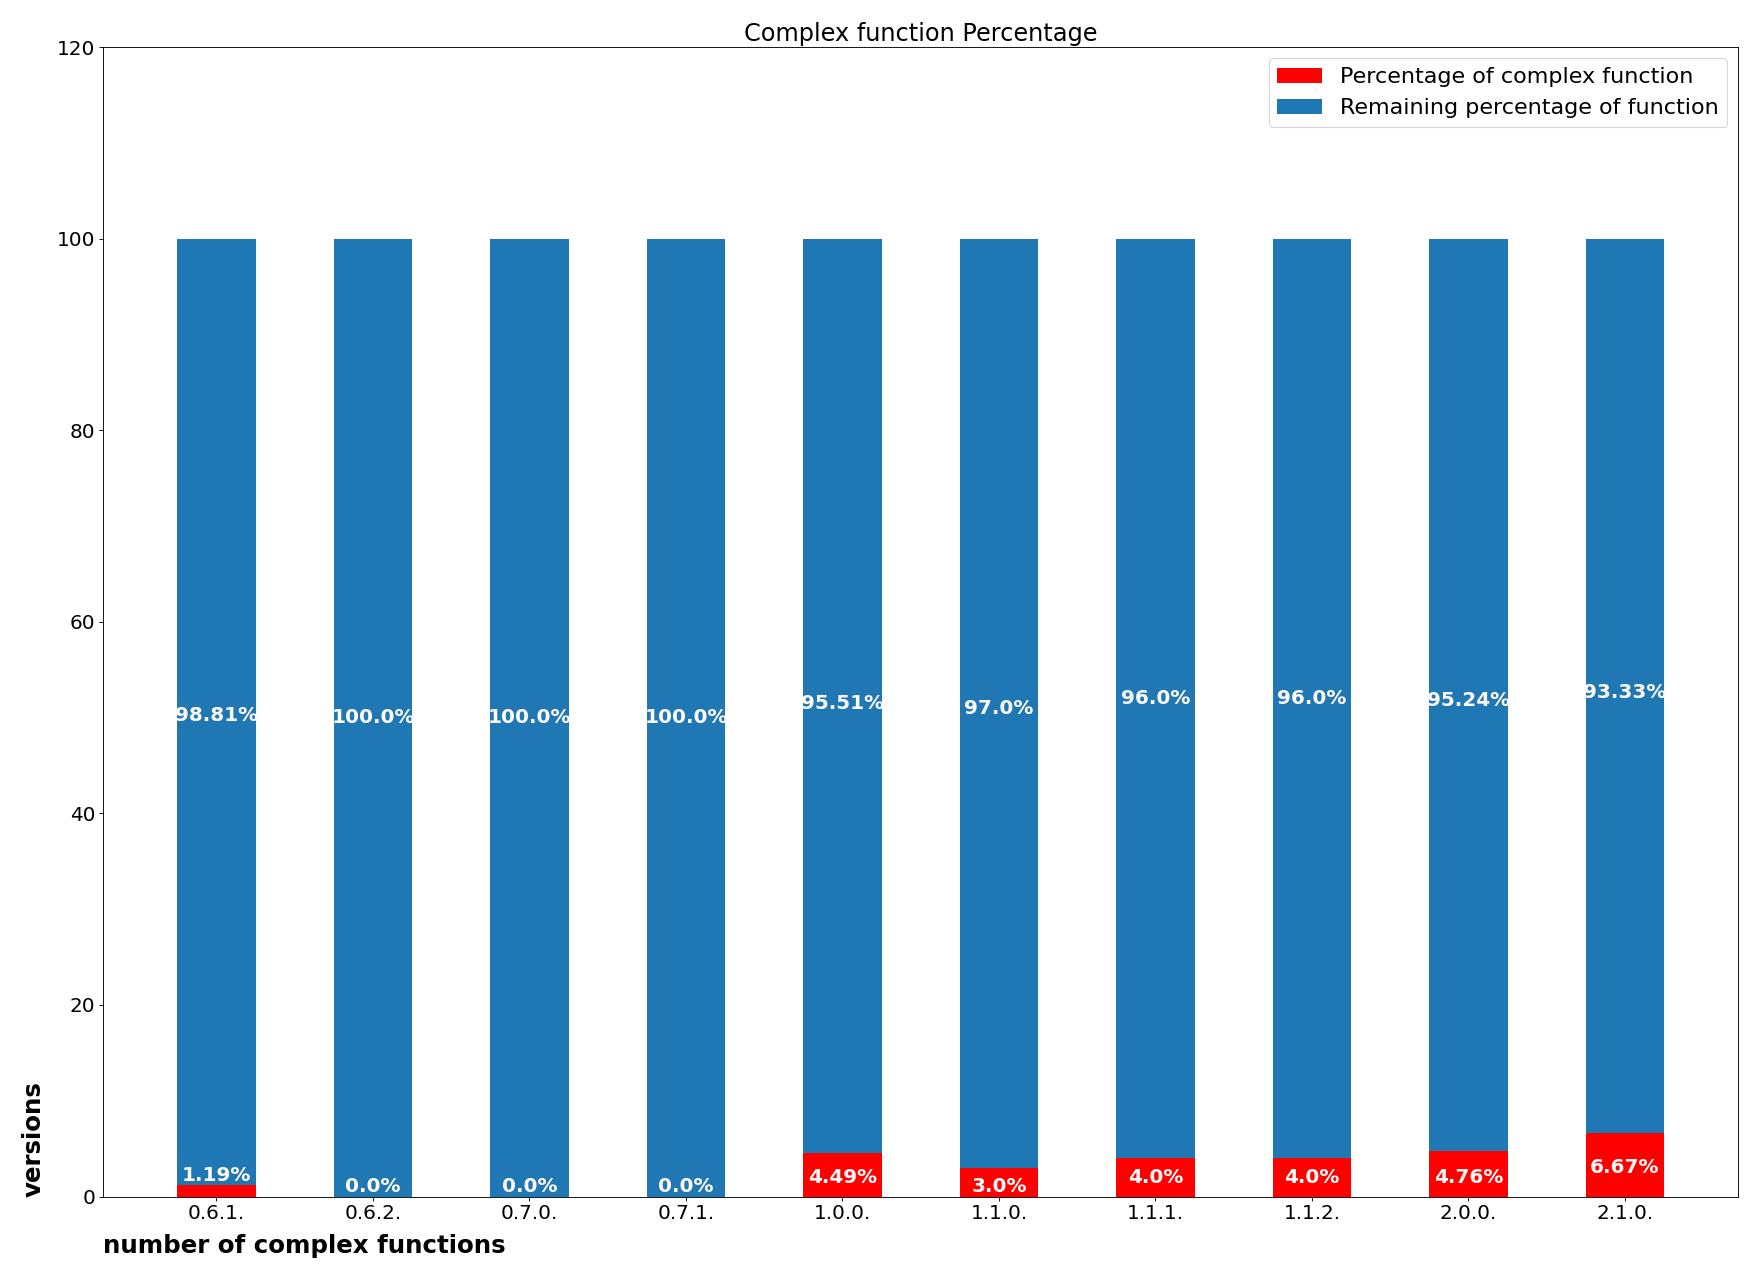 Complex function Percentage
120
Percentage of complex function
Remaining percentage of function
100
80
60
98.81% 100.0% 100.0% 100.0% 95.51% 97.0% 96.0% 96.0% 95.24% 93.33%
40
20
1.19% 0.0% 0.0% 0.0% 4.49% 3.0% 4.0% 4.0% 4.76% 6.67%
0
versions
0.6.1. 0.6.2. 0.7.0. 0.7.1. 1.0.0. 1.1.0. 1.1.1. 1.1.2. 2.0.0. 2.1.0.
number of complex functions